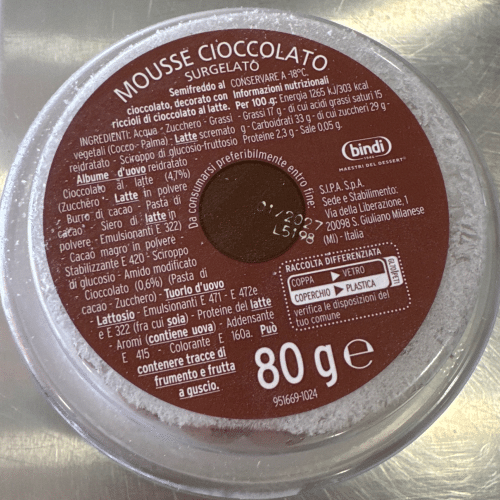 MOUSSE CIOCCOLATO
SURGELATO
Semifreddo al
cioccolato, decorato con
riccioli di cioccolato al latte.
INGREDIENTI: Acqua - Zucchero - Grassi
vegetali (Cocco - Palma) - Latte scremato
reidratato - Sciroppo di glucosio-fruttosio
- Albume d'uovo reidratato -
Cioccolato al latte (4,7%)
(Zucchero - Latte in polvere
- Burro di cacao - Pasta di
cacao - Siero di latte in
polvere - Emulsionanti E 322)
- Cacao magro in polvere -
Stabilizzante E 420 - Sciroppo
di glucosio - Amido modificato
- Cioccolato (0,6%) (Pasta di
cacao - Zucchero) - Tuorlo d'uovo
- Lattosio - Emulsionanti E 471 - E 472e
e E 322 (fra cui soia) - Proteine del latte
- Aromi (contiene uova) - Addensante
E 415 - Colorante E 160a. Può
contenere tracce di
frumento e frutta
a guscio.
CONSERVARE A -18°C.
Informazioni nutrizionali
Per 100 g: Energia 1265 kJ/303 kcal
- Grassi 17 g - di cui acidi grassi saturi 15
g - Carboidrati 33 g - di cui zuccheri 29 g -
Proteine 2,3 g - Sale 0,05 g.
Da consumarsi preferibilmente entro fine:
01/2027
L5198
bindi
1946
MAESTRI DEL DESSERT
S.I.PA. S.p.A.
Sede e Stabilimento:
Via della Liberazione, 1
20098 S. Giuliano Milanese
(MI) - Italia
RACCOLTA DIFFERENZIATA
COPPA VETRO
COPERCHIO PLASTICA
verifica le disposizioni del
tuo comune
80 g e
951669-1024